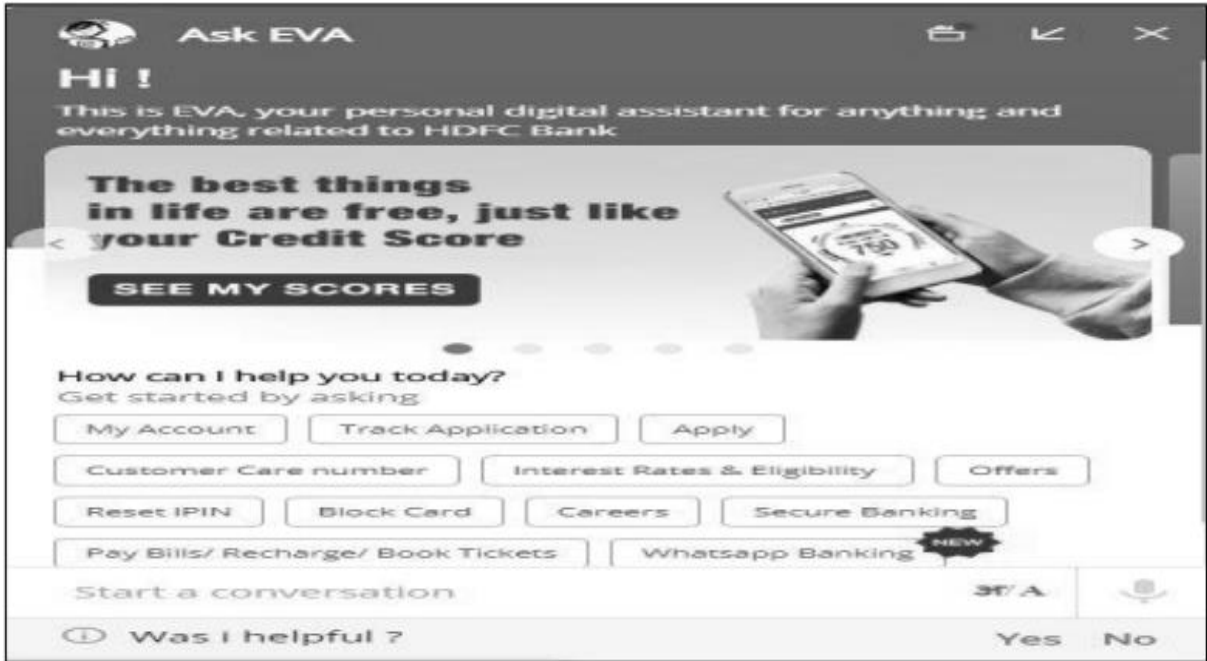 Ask EVA
Hi !
This is EVA, your personal digital assistant for anything and
everything related to HDFC Bank
The best things
in life are free, just like
your Credit Score
750
SEE MY SCORES
How can I help you today?
Get started by asking
My Account Track Application Apply
Customer Care number Interest Rates & Eligibility Offers
Reset IPIN Block Card Careers Secure Banking
Pay Bills/ Recharge/ Book Tickets Whatsapp Banking NEW
Start a conversation अ/A
Was I helpful ? Yes No